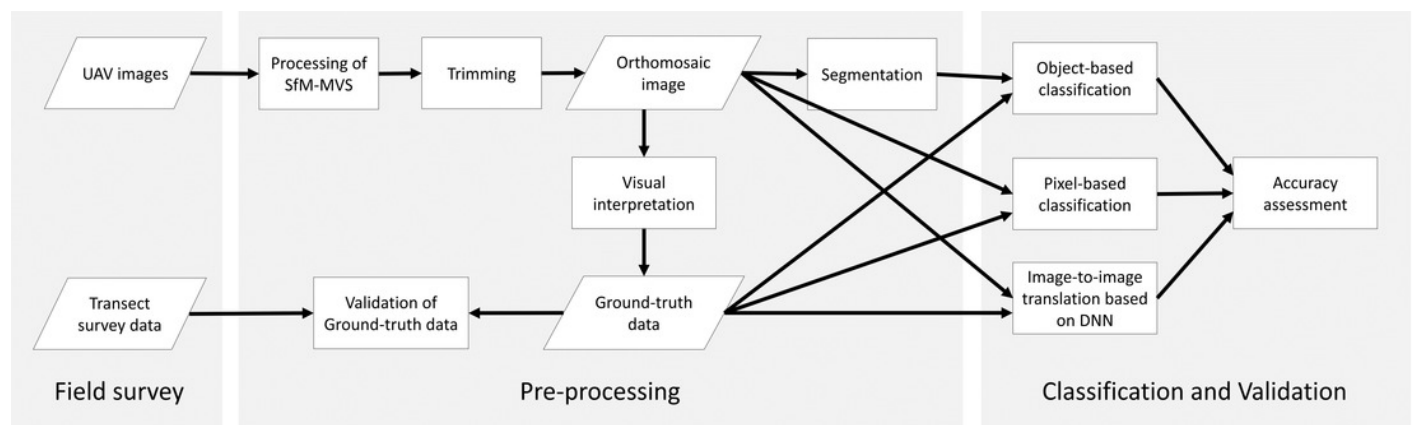 UAV images
Processing of
SfM-MVS
Trimming
Orthomosaic
image
Segmentation
Object-based
classification
Visual
interpretation
Pixel-based
classification
Accuracy
assessment
Transect
survey data
Validation of
Ground-truth data
Ground-truth
data
Image-to-image
translation based
on DNN
Field survey
Pre-processing
Classification and Validation